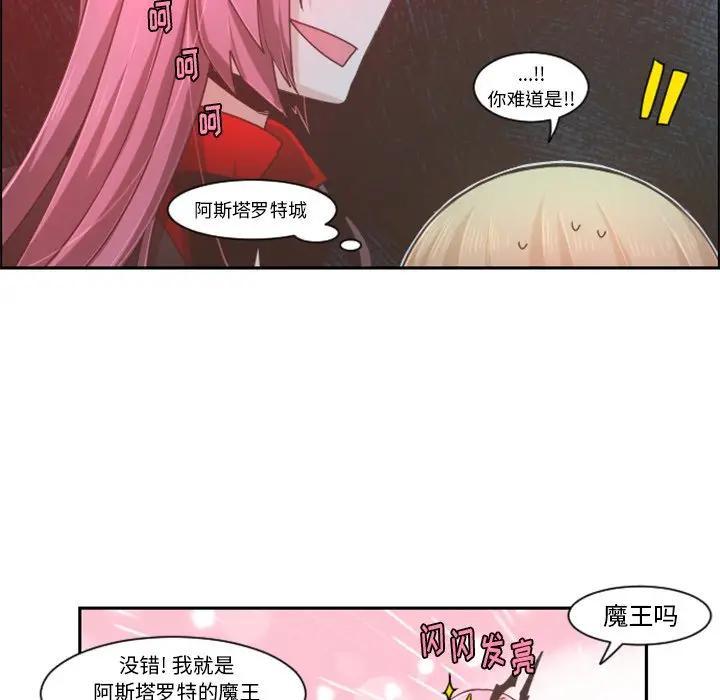 呵
呵
呵
...!!
你难道是!!
阿斯塔罗特城
魔王吗
闪闪发亮
没错! 我就是
阿斯塔罗特的魔王